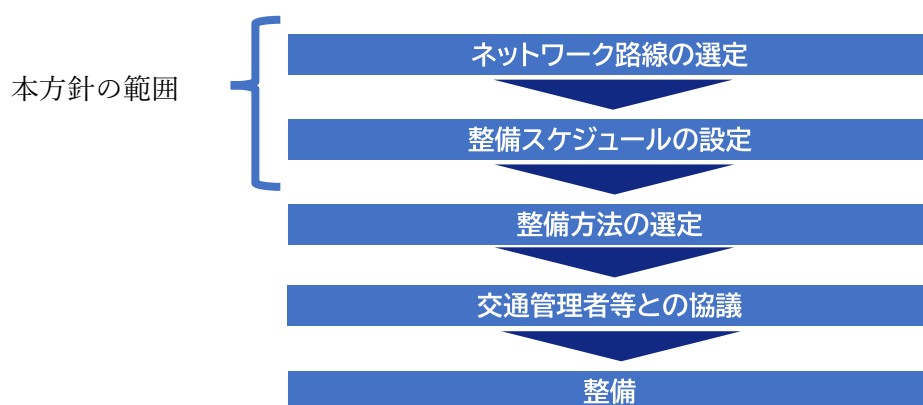 本方針の範囲
ネットワーク路線の選定
整備スケジュールの設定
整備方法の選定
交通管理者等との協議
整備